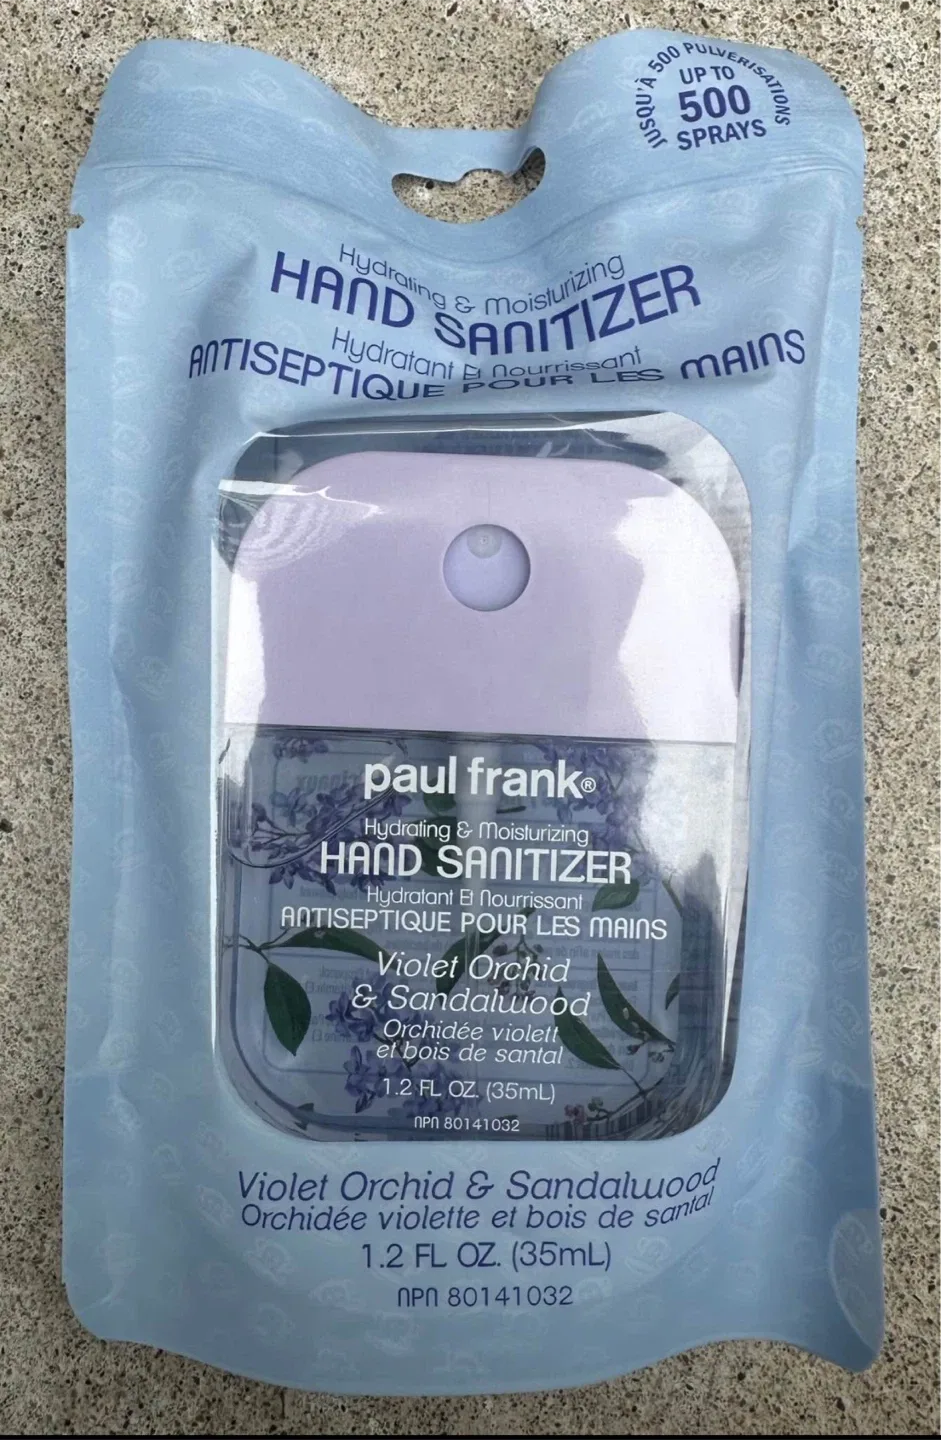 JUSQU'À 500 PULVERISATIONS
UP TO
500
SPRAYS
Hydrating & Moisturizing
HAND SANITIZER
Hydratant Et Nourrissant
ANTISEPTIQUE POUR LES MAINS
paul frank®
Hydrating & Moisturizing
HAND SANITIZER
Hydratant Et Nourrissant
ANTISEPTIQUE POUR LES MAINS
Violet Orchid
& Sandalwood
Orchidée violett
et bois de santal
1.2 FL OZ. (35mL)
NPN 80141032
Violet Orchid & Sandalwood
Orchidée violette et bois de santal
1.2 FL OZ. (35mL)
NPN 80141032